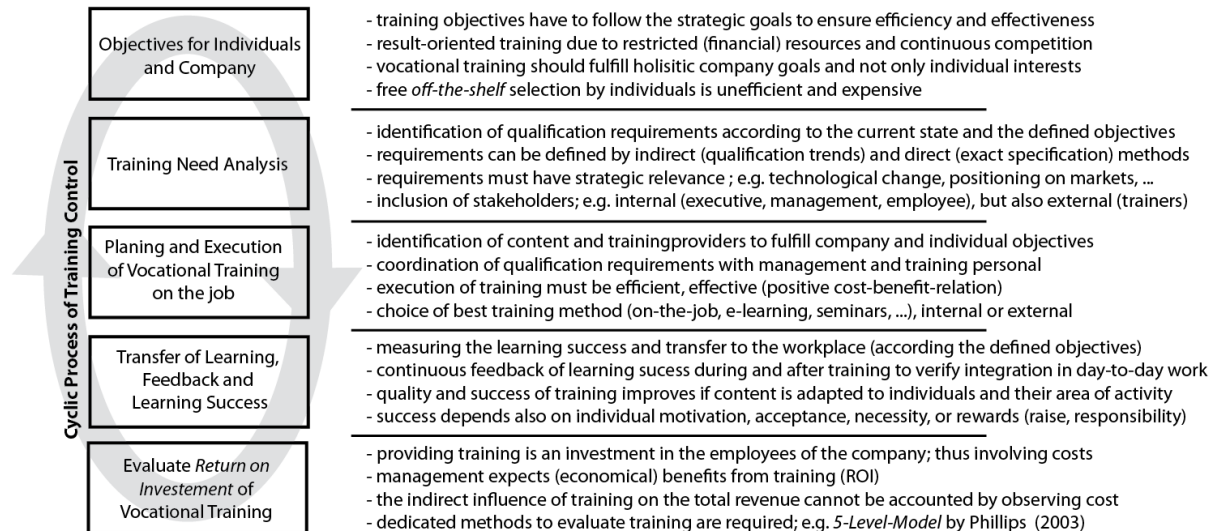 Cyclic Process of Training Control
Objectives for Individuals
and Company
- training objectives have to follow the strategic goals to ensure efficiency and effectiveness
- result-oriented training due to restricted (financial) resources and continuous competition
- vocational training should fulfill holisitic company goals and not only individual interests
- free off-the-shelf selection by individuals is unefficient and expensive
Training Need Analysis
- identification of qualification requirements according to the current state and the defined objectives
- requirements can be defined by indirect (qualification trends) and direct (exact specification) methods
- requirements must have strategic relevance ; e.g. technological change, positioning on markets, ...
- inclusion of stakeholders; e.g. internal (executive, management, employee), but also external (trainers)
Planing and Execution
of Vocational Training
on the job
- identification of content and trainingproviders to fulfill company and individual objectives
- coordination of qualification requirements with management and training personal
- execution of training must be efficient, effective (positive cost-benefit-relation)
- choice of best training method (on-the-job, e-learning, seminars, ...), internal or external
Transfer of Learning,
Feedback and
Learning Success
- measuring the learning success and transfer to the workplace (according the defined objectives)
- continuous feedback of learning sucess during and after training to verify integration in day-to-day work
- quality and success of training improves if content is adapted to individuals and their area of activity
- success depends also on individual motivation, acceptance, necessity, or rewards (raise, responsibility)
Evaluate Return on
Investement of
Vocational Training
- providing training is an investment in the employees of the company; thus involving costs
- management expects (economical) benefits from training (ROI)
- the indirect influence of training on the total revenue cannot be accounted by observing cost
- dedicated methods to evaluate training are required; e.g. 5-Level-Model by Phillips (2003)